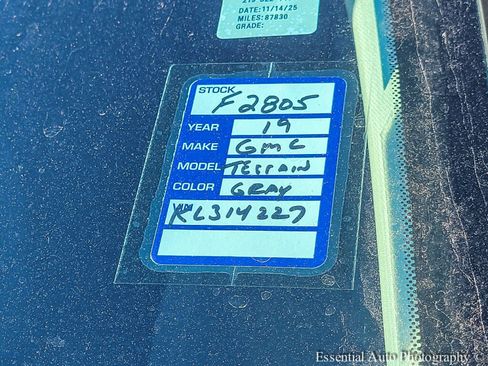 DATE:11/14/25
MILES:87830
GRADE:
STOCK
F2805
YEAR 19
MAKE GMC
MODEL TERRAIN
COLOR GRAY
KL314227
Essential Auto Photography